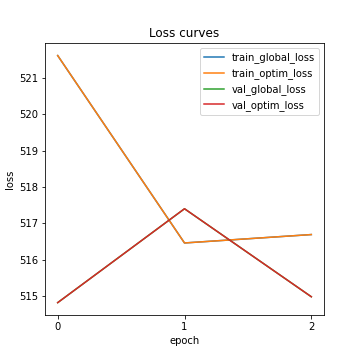 Loss curves
train_global_loss
train_optim_loss
val_global_loss
val_optim_loss
521
520
519
518
517
516
515
loss
0 1 2
epoch